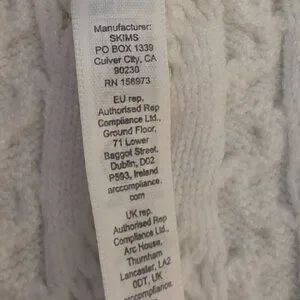 Manufacturer:
SKIMS
PO BOX 1339
Culver City, CA
90230
RN 158973
EU rep,
Authorised Rep
Compliance Ltd.,
Ground Floor,
71 Lower
Baggot Street,
Dublin, D02
P593, Ireland
arccompliance.
com
UK rep.
Authorised Rep
Compliance Ltd.,
Arc House,
Thurnham
Lancaster, LA2
0DT, UK